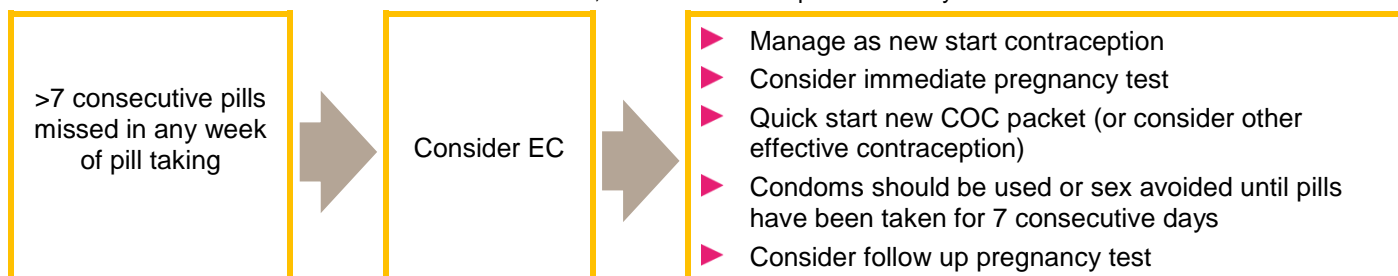 >7 consecutive pills
missed in any week
of pill taking
Consider EC
Manage as new start contraception
Consider immediate pregnancy test
Quick start new COC packet (or consider other
effective contraception)
Condoms should be used or sex avoided until pills
have been taken for 7 consecutive days
Consider follow up pregnancy test